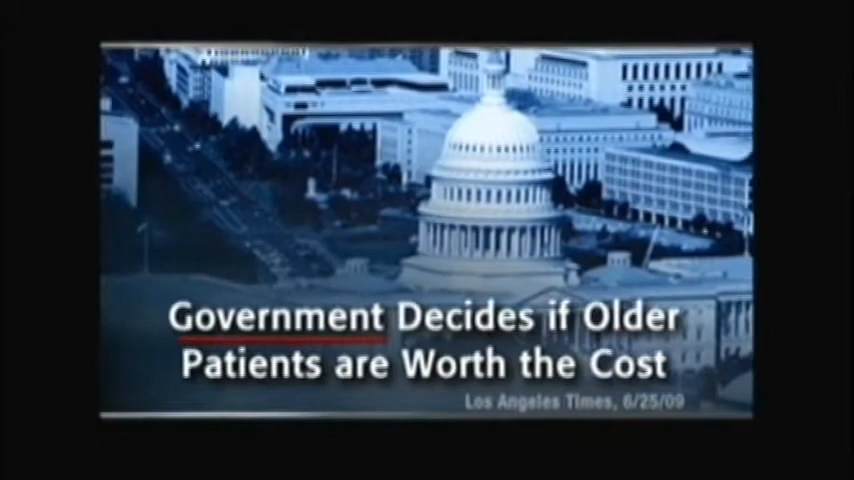 Government Decides if Older
Patients are Worth the Cost
Los Angeles Times, 6/25/09